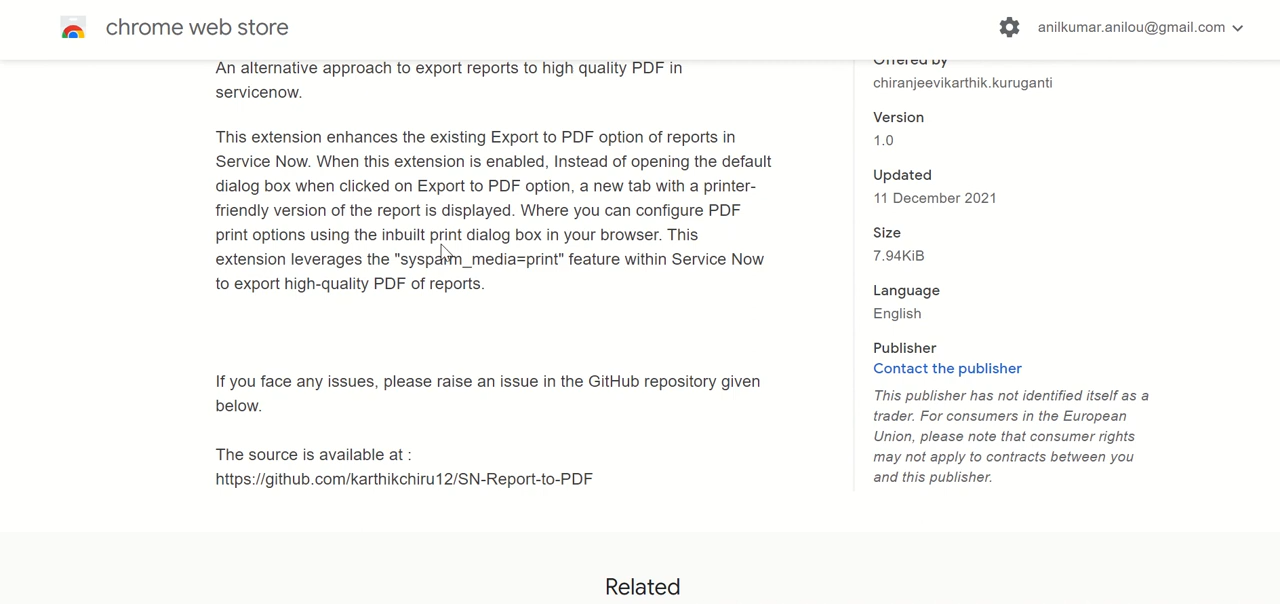 chrome web store
anilkumar.anilou@gmail.com
An alternative approach to export reports to high quality PDF in
servicenow.
This extension enhances the existing Export to PDF option of reports in
Service Now. When this extension is enabled, Instead of opening the default
dialog box when clicked on Export to PDF option, a new tab with a printer-
friendly version of the report is displayed. Where you can configure PDF
print options using the inbuilt print dialog box in your browser. This
extension leverages the "sysparm_media=print" feature within Service Now
to export high-quality PDF of reports.
If you face any issues, please raise an issue in the GitHub repository given
below.
The source is available at :
https://github.com/karthikchiru12/SN-Report-to-PDF
Offered by
chiranjeevikarthik.kuruganti
Version
1.0
Updated
11 December 2021
Size
7.94KiB
Language
English
Publisher
Contact the publisher
This publisher has not identified itself as a
trader. For consumers in the European
Union, please note that consumer rights
may not apply to contracts between you
and this publisher.
Related